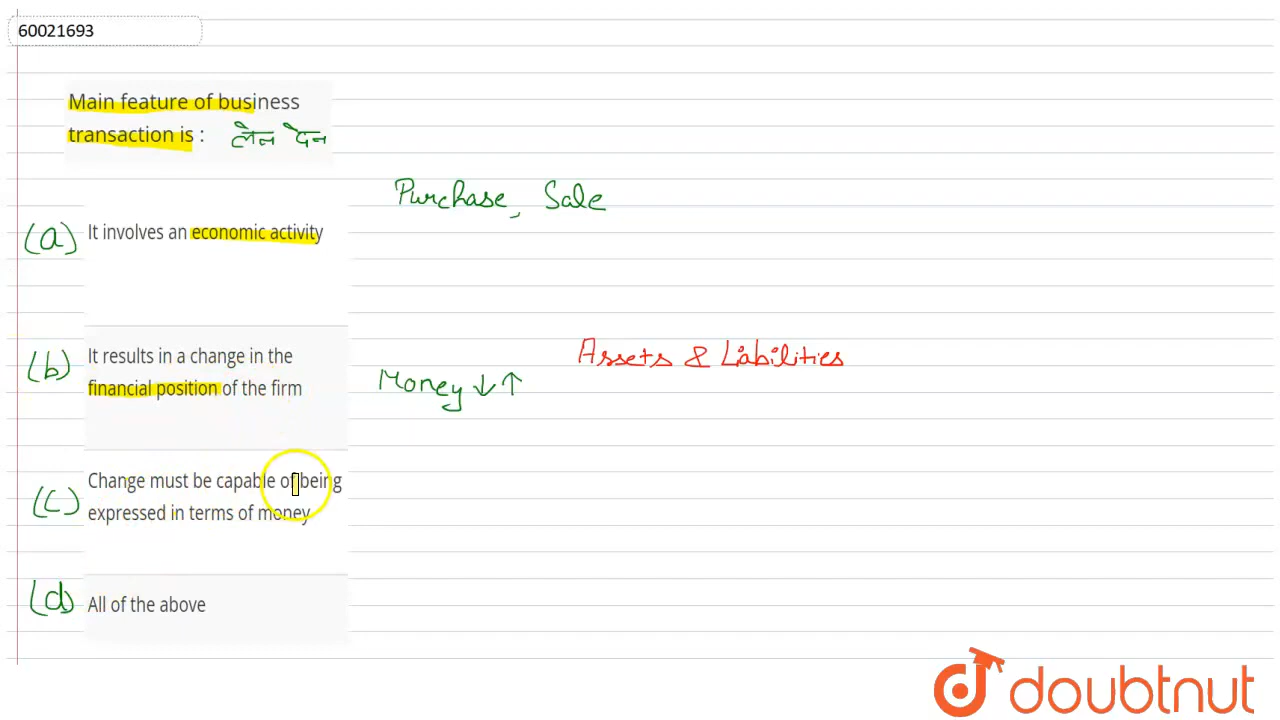 60021693
Main feature of business
transaction is : लेन देन
Purchase, Sale
(a) It involves an economic activity
(b) It results in a change in the
financial position of the firm
Assets & Liabilities
Money ↓ ↑
(c) Change must be capable of being
expressed in terms of money
(d) All of the above
doubtnut